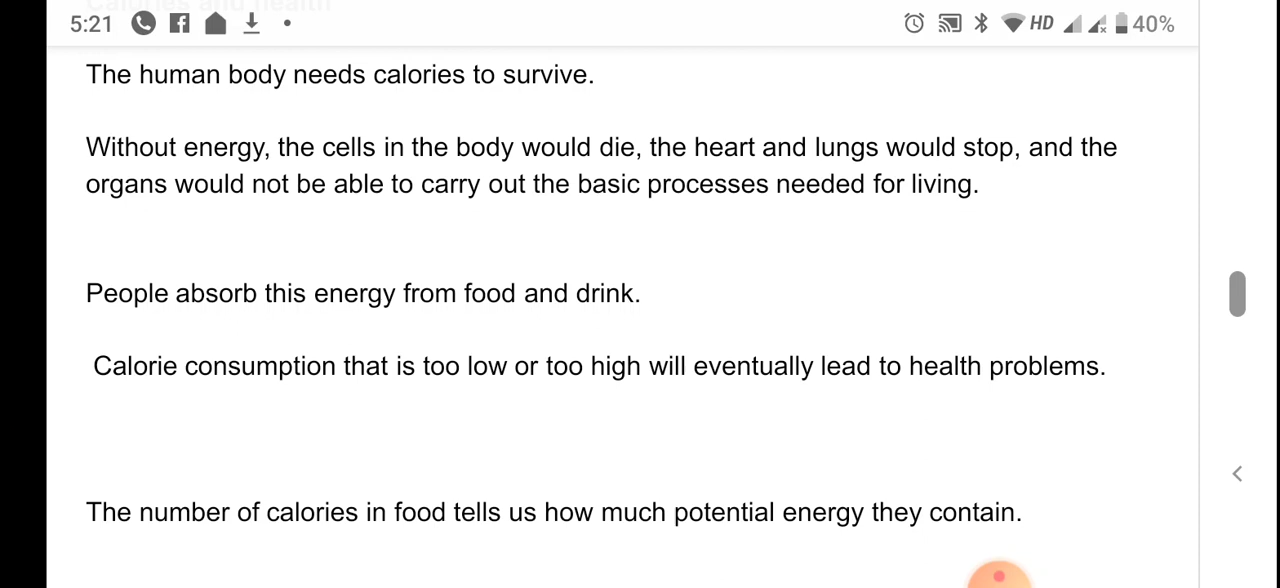 Calories and health
5:21 HD 40%
The human body needs calories to survive.
Without energy, the cells in the body would die, the heart and lungs would stop, and the
organs would not be able to carry out the basic processes needed for living.
People absorb this energy from food and drink.
Calorie consumption that is too low or too high will eventually lead to health problems.
The number of calories in food tells us how much potential energy they contain.